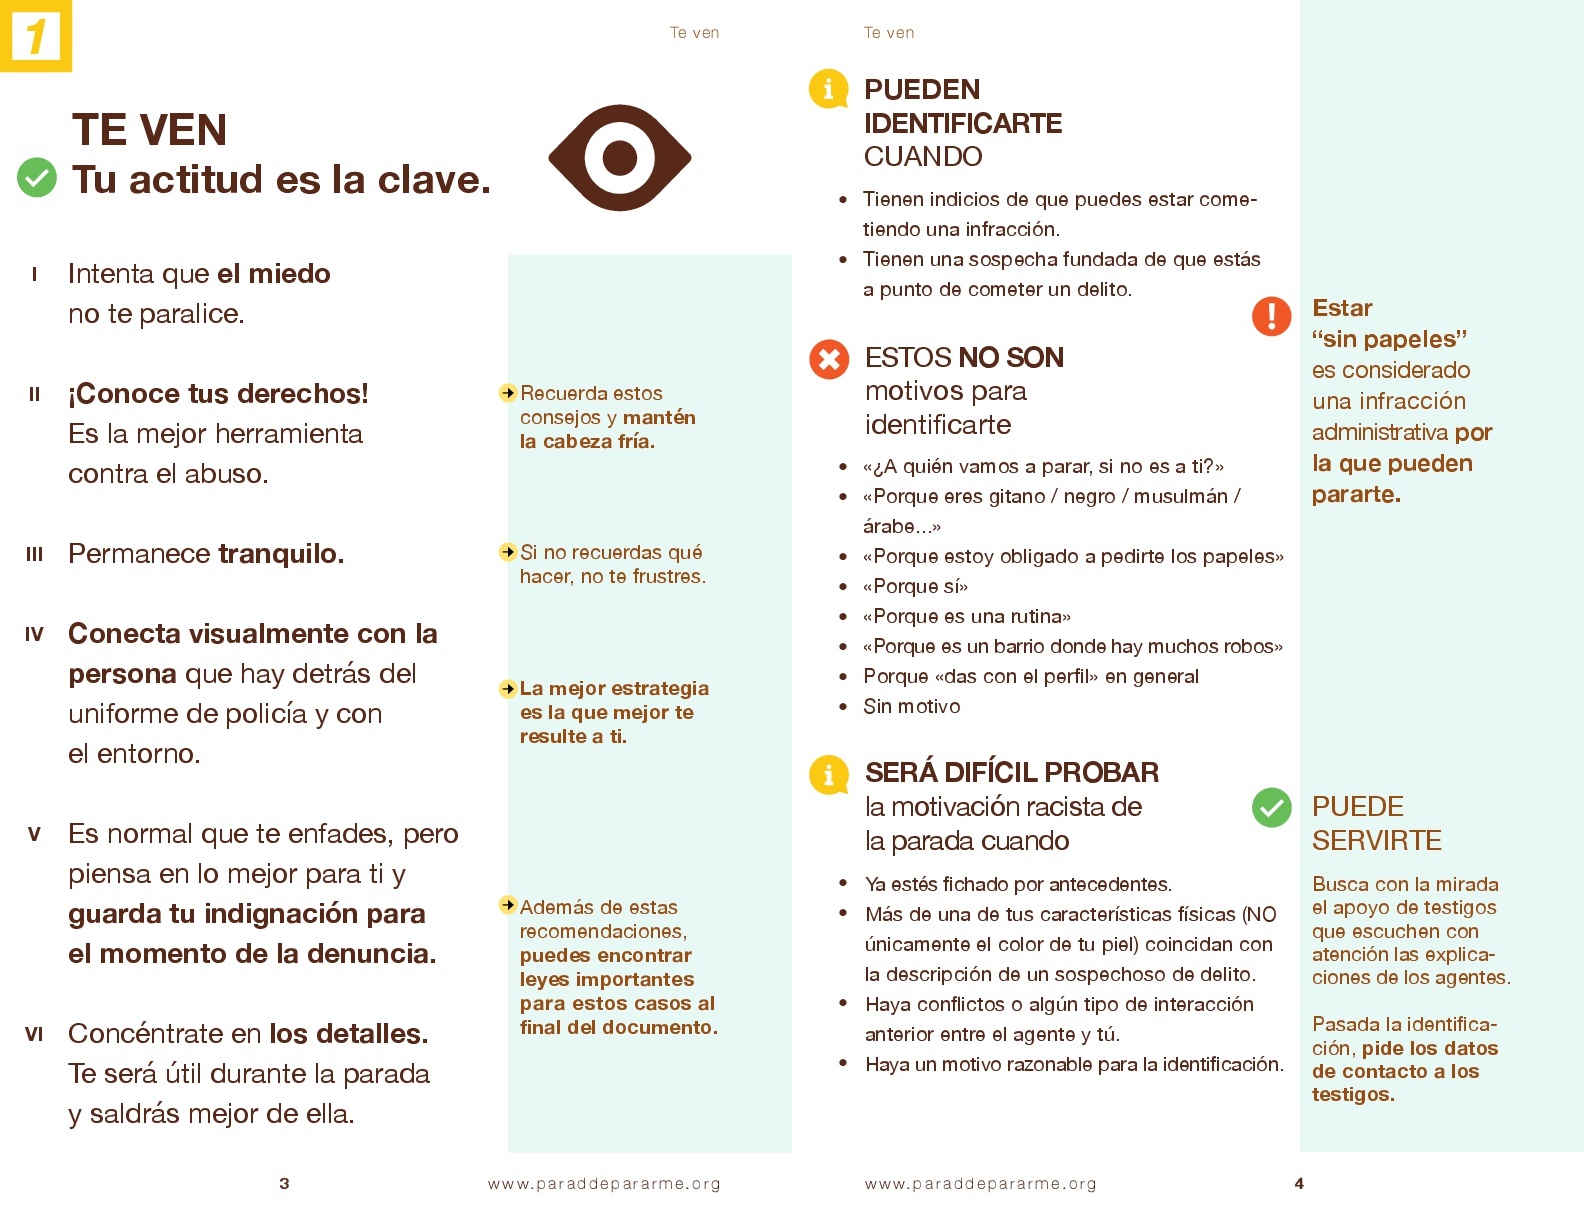 1
Te ven
TE VEN
Tu actitud es la clave.
I
Intenta que el miedo
no te paralice.
II
¡Conoce tus derechos!
Es la mejor herramienta
contra el abuso.
Recuerda estos
consejos y mantén
la cabeza fría.
III
Permanece tranquilo.
Si no recuerdas qué
hacer, no te frustres.
IV
Conecta visualmente con la
persona que hay detrás del
uniforme de policía y con
el entorno.
La mejor estrategia
es la que mejor te
resulte a ti.
V
Es normal que te enfades, pero
piensa en lo mejor para ti y
guarda tu indignación para
el momento de la denuncia.
Además de estas
recomendaciones,
puedes encontrar
leyes importantes
para estos casos al
final del documento.
VI
Concéntrate en los detalles.
Te será útil durante la parada
y saldrás mejor de ella.
3
www.paraddepararme.org
Te ven
PUEDEN
IDENTIFICARTE
CUANDO
• Tienen indicios de que puedes estar come-
tiendo una infracción.
• Tienen una sospecha fundada de que estás
a punto de cometer un delito.
Estar
“sin papeles”
es considerado
una infracción
administrativa por
la que pueden
pararte.
ESTOS NO SON
motivos para
identificarte
• «¿A quién vamos a parar, si no es a ti?»
• «Porque eres gitano / negro / musulmán /
árabe...»
• «Porque estoy obligado a pedirte los papeles»
• «Porque sí»
• «Porque es una rutina»
• «Porque es un barrio donde hay muchos robos»
• Porque «das con el perfil» en general
• Sin motivo
SERÁ DIFÍCIL PROBAR
la motivación racista de
la parada cuando
• Ya estés fichado por antecedentes.
• Más de una de tus características físicas (NO
únicamente el color de tu piel) coincidan con
la descripción de un sospechoso de delito.
• Haya conflictos o algún tipo de interacción
anterior entre el agente y tú.
• Haya un motivo razonable para la identificación.
PUEDE
SERVIRTE
Busca con la mirada
el apoyo de testigos
que escuchen con
atención las explica-
ciones de los agentes.
Pasada la identifica-
ción, pide los datos
de contacto a los
testigos.
www.paraddepararme.org
4